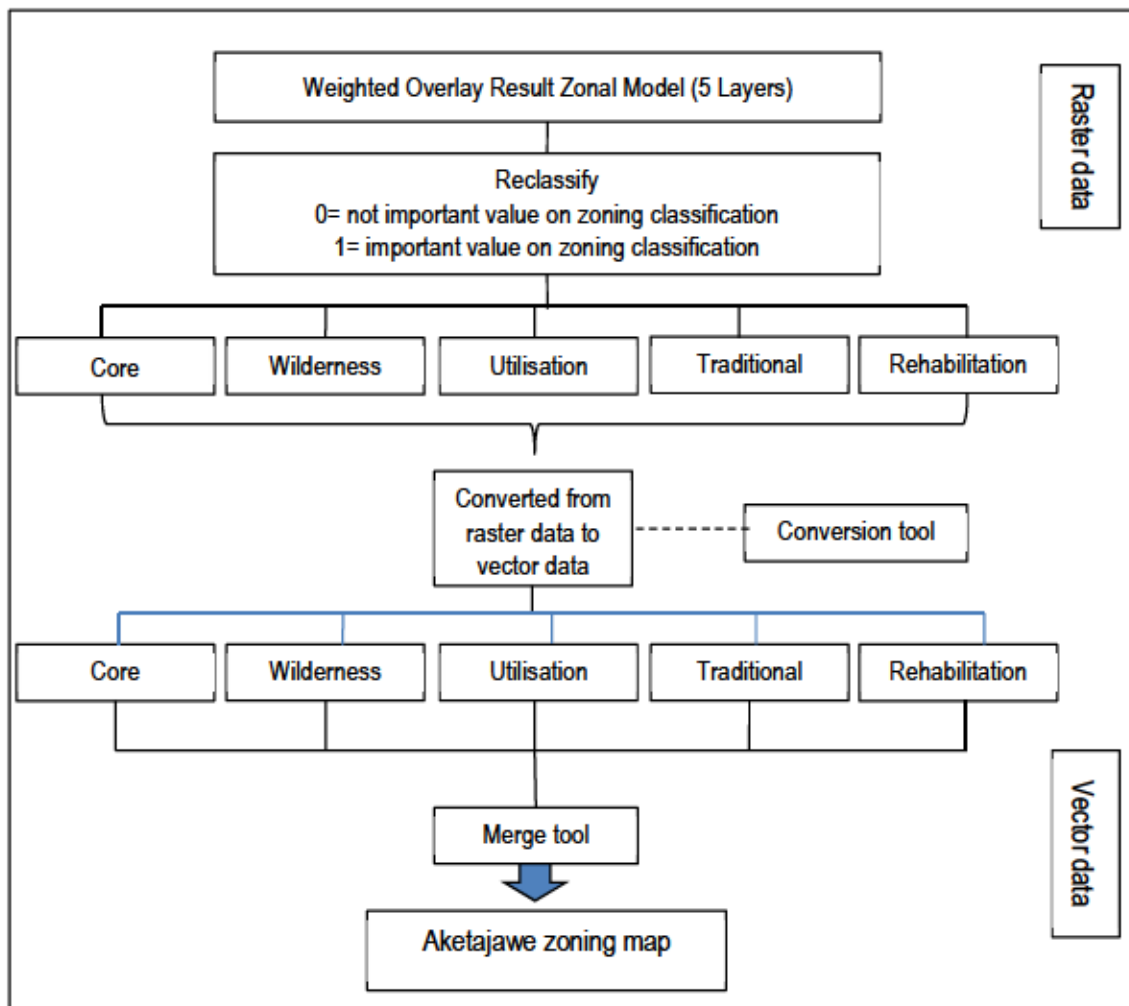 Weighted Overlay Result Zonal Model (5 Layers)
Raster data
Reclassify
0= not important value on zoning classification
1= important value on zoning classification
Core
Wilderness
Utilisation
Traditional
Rehabilitation
Converted from
raster data to
vector data
Conversion tool
Core
Wilderness
Utilisation
Traditional
Rehabilitation
Vector data
Merge tool
Aketajawe zoning map